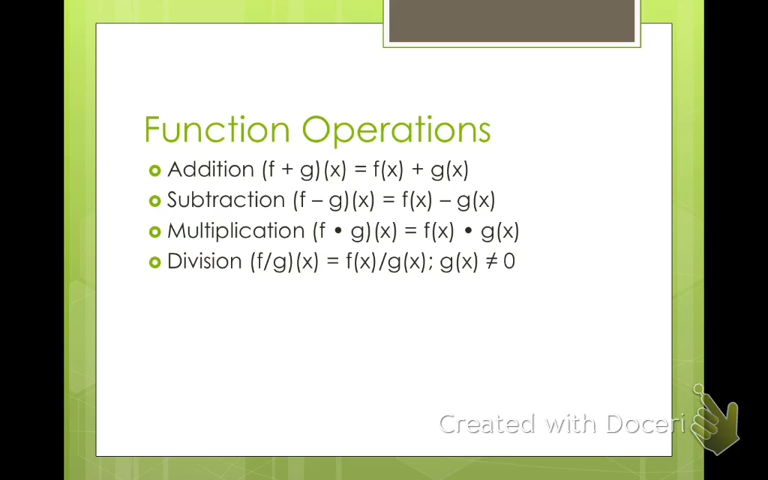 Function Operations
Addition (f + g)(x) = f(x) + g(x)
Subtraction (f – g)(x) = f(x) – g(x)
Multiplication (f • g)(x) = f(x) • g(x)
Division (f/g)(x) = f(x)/g(x); g(x) ≠ 0
Created with Doceri